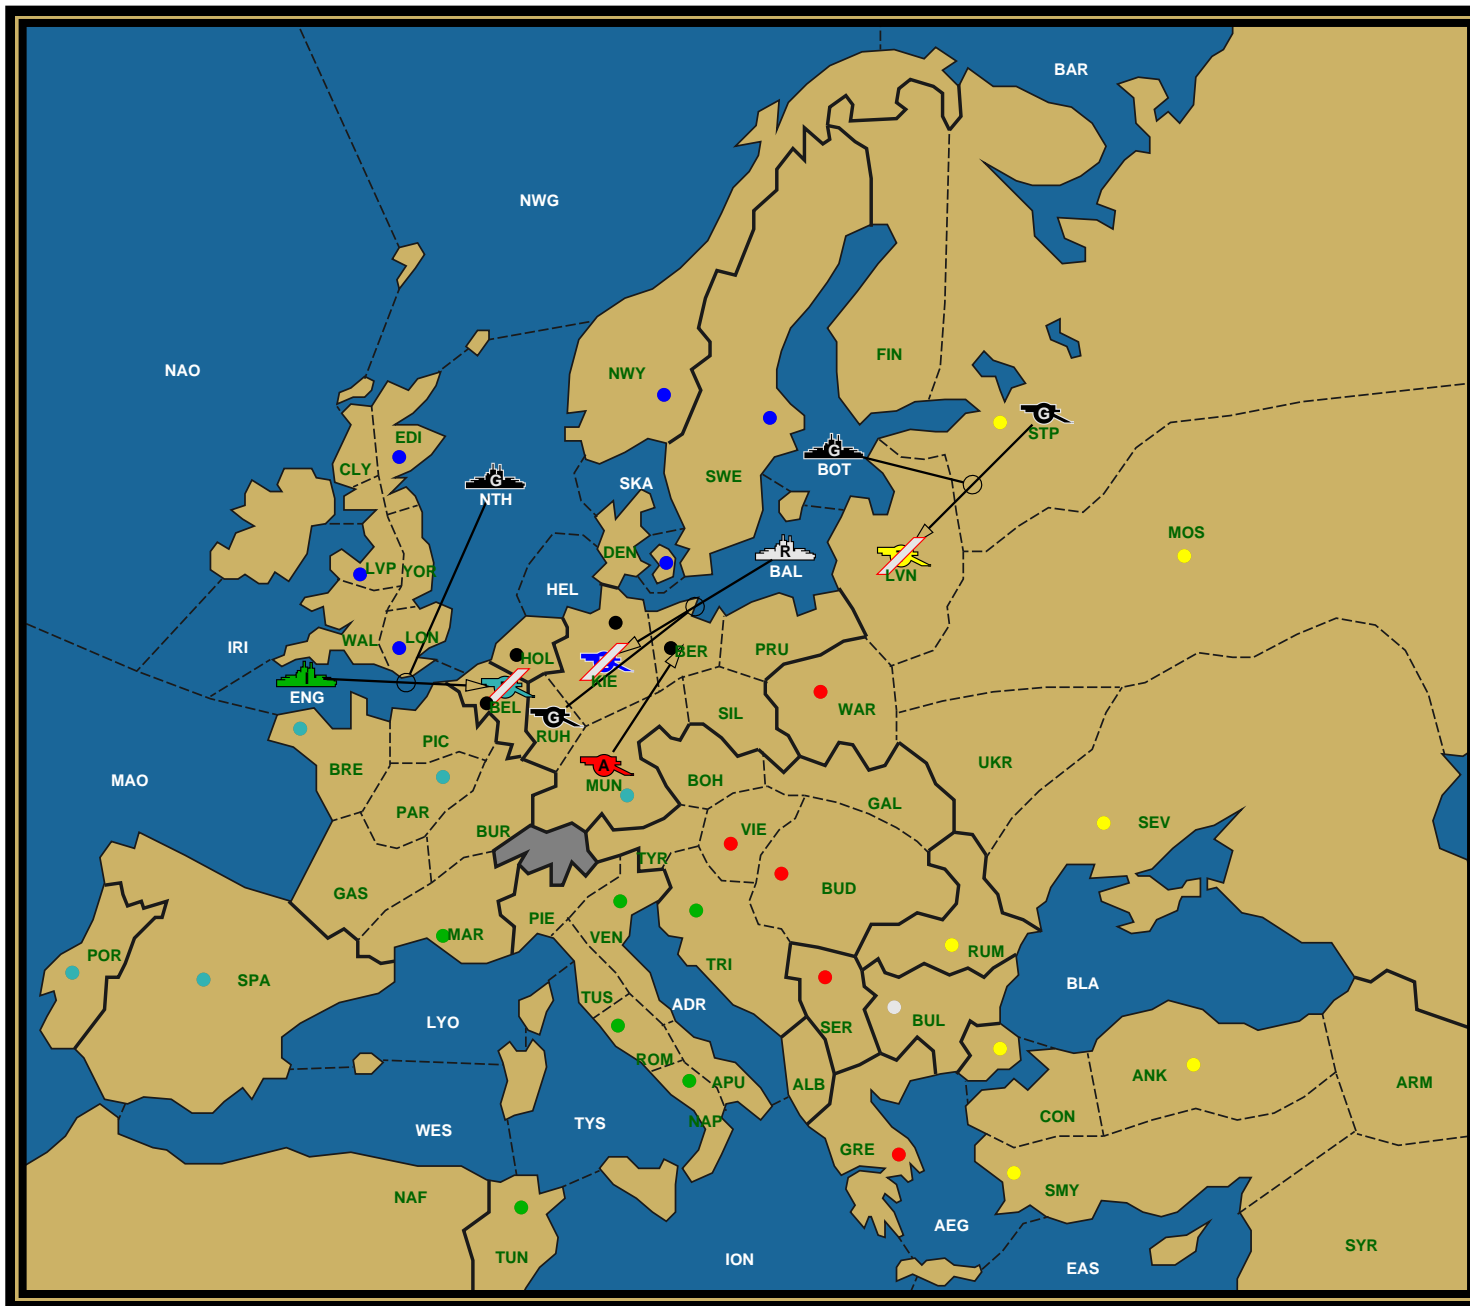 BAR
NWG
NAO
FIN
NWY
G
STP
EDI
G
BOT
CLY
G
NTH
SKA
SWE
MOS
DEN
R
BAL
LVN
LVP
YOR
HEL
IRI
WAL
LON
HOL
BER
PRU
I
ENG
KIE
BEL
G
RUH
SIL
WAR
PIC
UKR
BRE
A
MUN
BOH
MAO
PAR
GAL
SEV
BUR
VIE
TYR
BUD
GAS
PIE
MAR
VEN
POR
SPA
TRI
RUM
BLA
TUS
ADR
LYO
SER
BUL
ROM
APU
ALB
ANK
ARM
NAP
CON
WES
TYS
GRE
NAF
SMY
AEG
TUN
ION
EAS
SYR